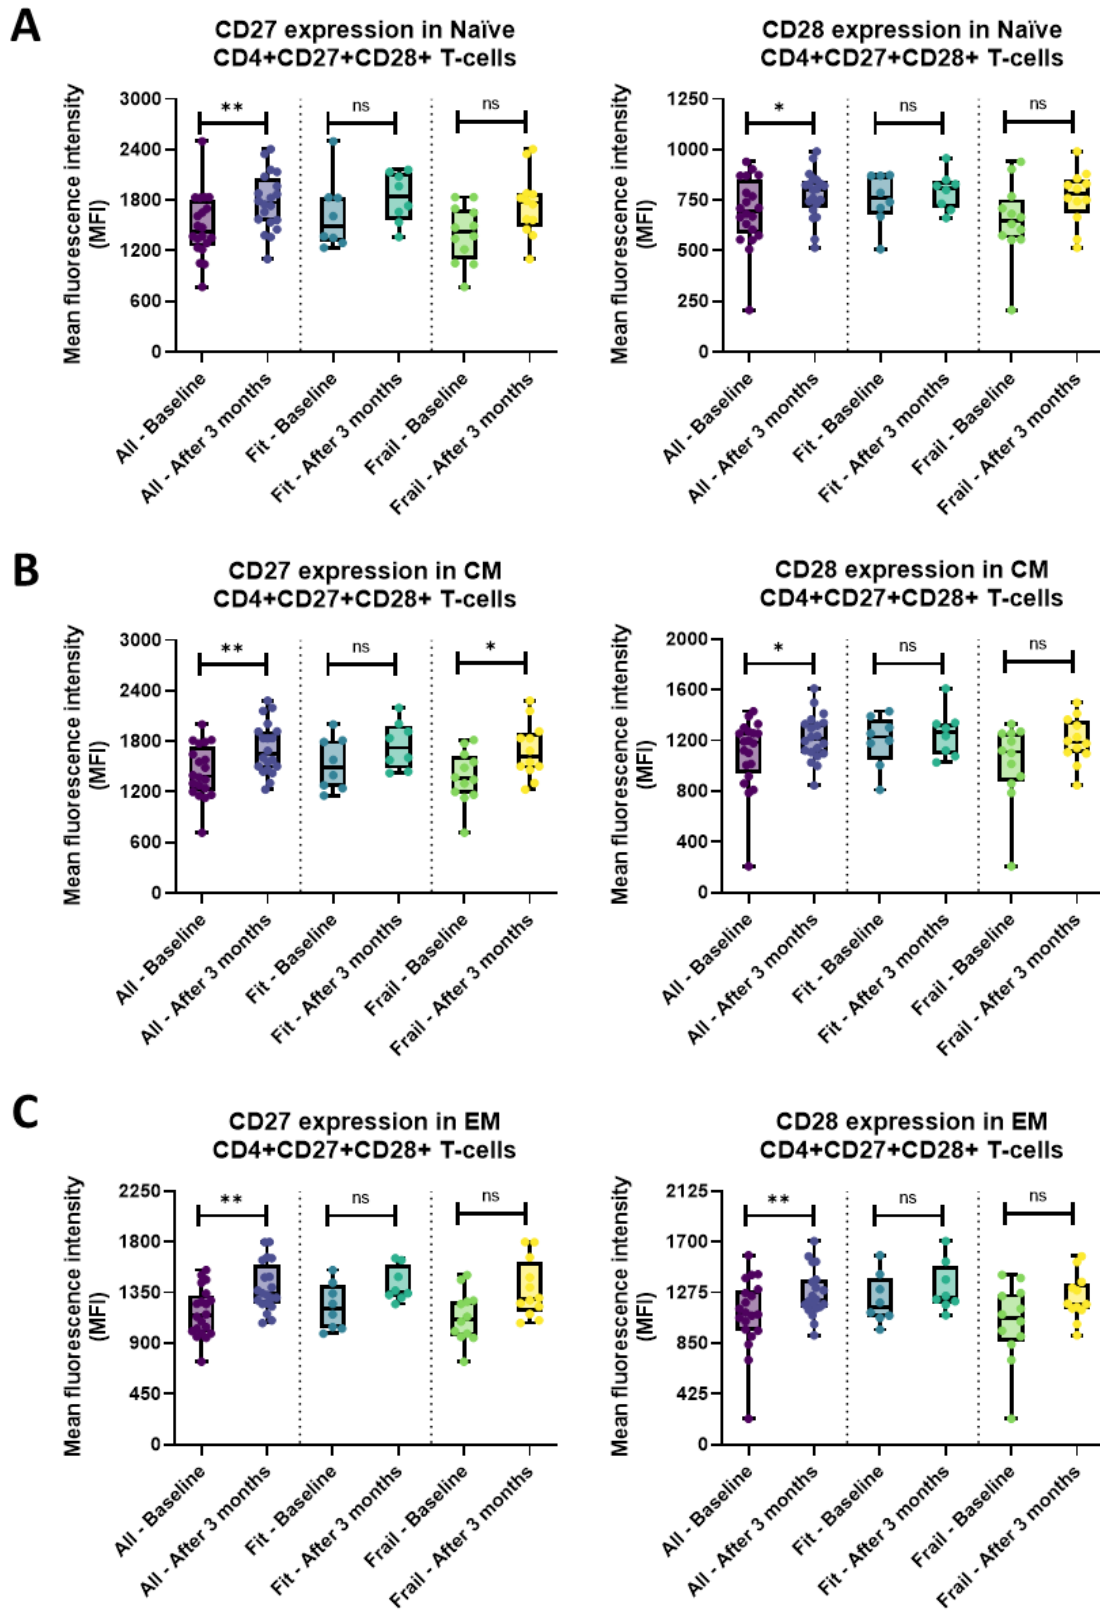 A
CD27 expression in Naïve
CD4+CD27+CD28+ T-cells
Mean fluorescence intensity
(MFI)
3000
2400
1800
1200
600
0
**
ns
ns
All - Baseline
All - After 3 months
Fit - Baseline
Fit - After 3 months
Frail - Baseline
Frail - After 3 months
CD28 expression in Naïve
CD4+CD27+CD28+ T-cells
Mean fluorescence intensity
(MFI)
1250
1000
750
500
250
0
*
ns
ns
All - Baseline
All - After 3 months
Fit - Baseline
Fit - After 3 months
Frail - Baseline
Frail - After 3 months
B
CD27 expression in CM
CD4+CD27+CD28+ T-cells
Mean fluorescence intensity
(MFI)
3000
2400
1800
1200
600
0
**
ns
*
All - Baseline
All - After 3 months
Fit - Baseline
Fit - After 3 months
Frail - Baseline
Frail - After 3 months
CD28 expression in CM
CD4+CD27+CD28+ T-cells
Mean fluorescence intensity
(MFI)
2000
1600
1200
800
400
0
*
ns
ns
All - Baseline
All - After 3 months
Fit - Baseline
Fit - After 3 months
Frail - Baseline
Frail - After 3 months
C
CD27 expression in EM
CD4+CD27+CD28+ T-cells
Mean fluorescence intensity
(MFI)
2250
1800
1350
900
450
0
**
ns
ns
All - Baseline
All - After 3 months
Fit - Baseline
Fit - After 3 months
Frail - Baseline
Frail - After 3 months
CD28 expression in EM
CD4+CD27+CD28+ T-cells
Mean fluorescence intensity
(MFI)
2125
1700
1275
850
425
0
**
ns
ns
All - Baseline
All - After 3 months
Fit - Baseline
Fit - After 3 months
Frail - Baseline
Frail - After 3 months